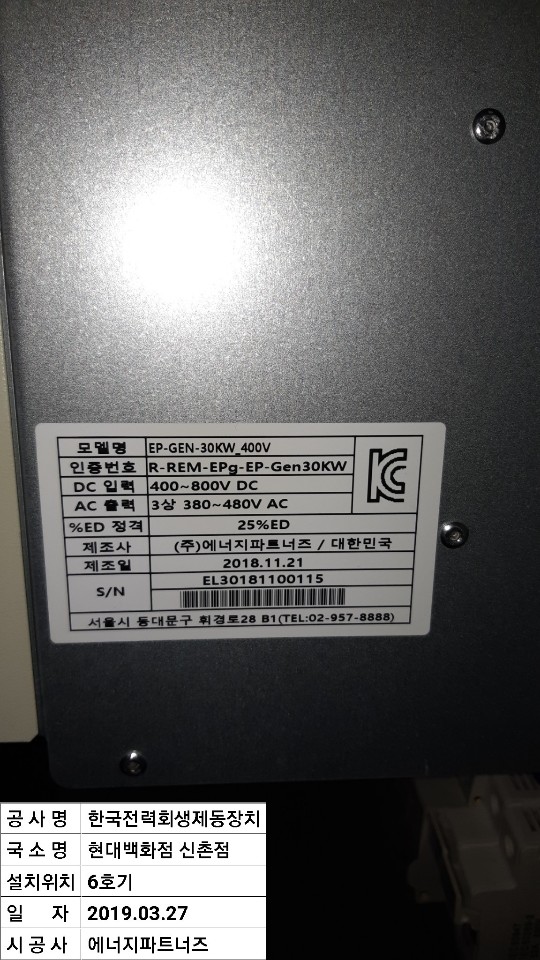 모델명 EP-GEN-30KW_400V
인증번호 R-REM-EPg-EP-Gen30KW
DC 입력 400~800V DC
AC 출력 3상 380~480V AC
%ED 정격 25%ED
제조사 (주)에너지파트너즈 / 대한민국
제조일 2018.11.21
S/N EL30181100115
서울시 동대문구 휘경로28 B1(TEL:02-957-8888)
공 사 명 한국전력회생제동장치
국 소 명 현대백화점 신촌점
설치위치 6호기
일 자 2019.03.27
시 공 사 에너지파트너즈